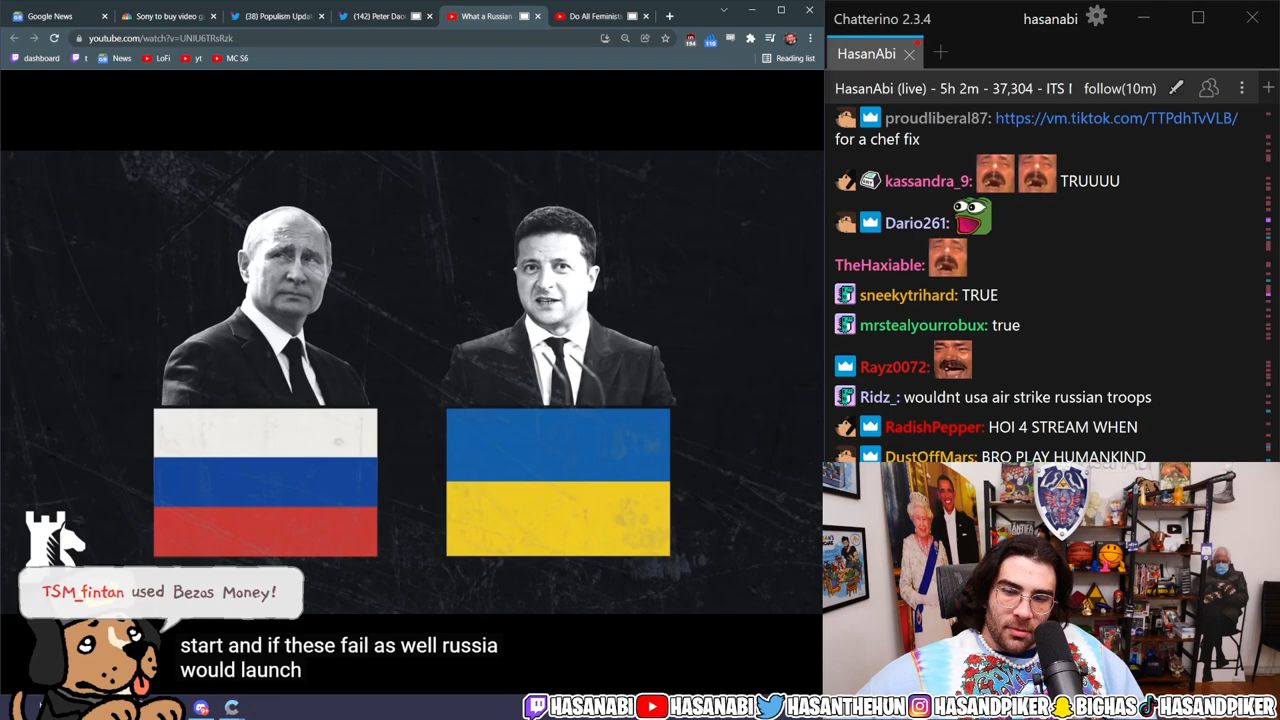 Google News
Sony to buy video g
(38) Populism Updat
(142) Peter Dao
What a Russian
Do All Feminists
youtube.com/watch?v=UNIU6TRsRzk
194
118
dashboard
t
News
LoFi
yt
MC S6
Reading list
TSM_fintan used Bezos Money!
start and if these fail as well russia
would launch
Chatterino 2.3.4
hasanabi
HasanAbi
HasanAbi (live) - 5h 2m - 37,304 - ITS
follow(10m)
proudliberal87: https://vm.tiktok.com/TTPdhTvVLB/
for a chef fix
kassandra_9: TRUUUU
Dario261:
TheHaxiable:
sneekytrihard: TRUE
mrstealyourrobux: true
Rayz0072:
Ridz_: wouldnt usa air strike russian troops
RadishPepper: HOI 4 STREAM WHEN
DustOffMars: BRO PLAY HUMANKIND
HASANABI
HASANABI
HASANTHEHUN
HASANDPIKER
BIGHAS
HASANDPIKER